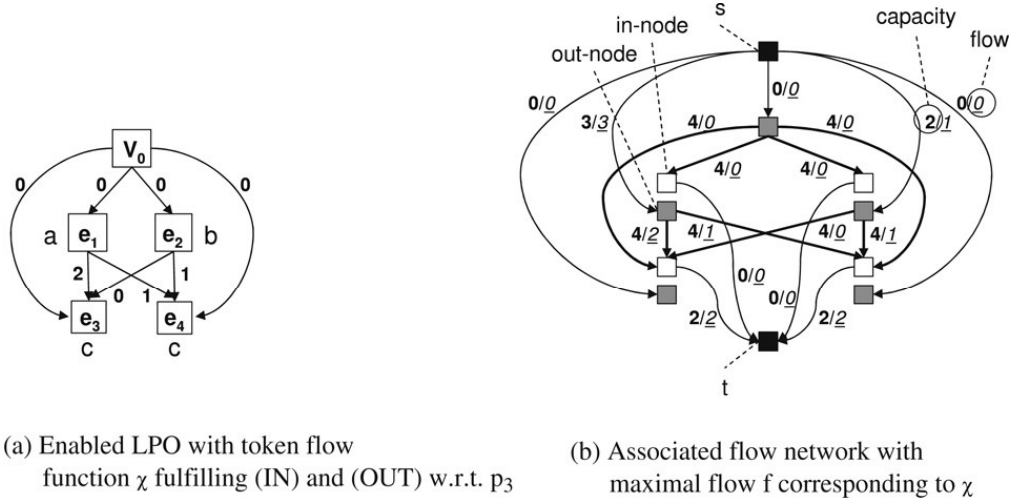 s
capacity
in-node
flow
out-node
0/0
0/0
3/3
2/1
0/0
4/0
4/0
V₀
0
0
0
0
4/0
4/0
a
e₁
e₂
b
4/2
4/1
4/0
4/1
2
1
0
1
0/0
0/0
e₃
e₄
2/2
2/2
c
c
t
(a) Enabled LPO with token flow
function χ fulfilling (IN) and (OUT) w.r.t. p₃
(b) Associated flow network with
maximal flow f corresponding to χ